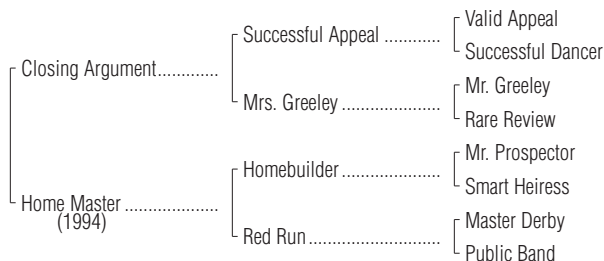 Valid Appeal
Successful Appeal ............
Successful Dancer
Closing Argument.............
Mr. Greeley
Mrs. Greeley .....................
Rare Review
Mr. Prospector
Homebuilder .....................
Smart Heiress
Home Master ....................
(1994)
Master Derby
Red Run............................
Public Band